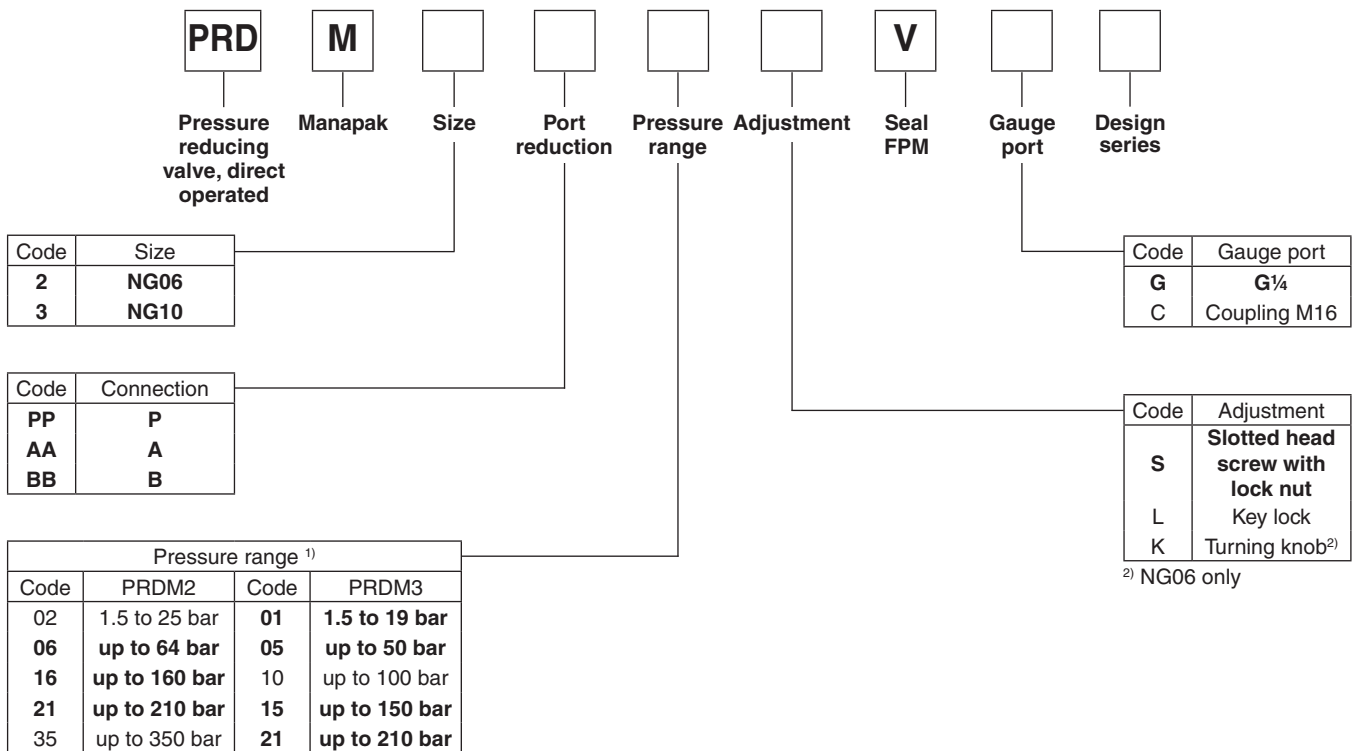 PRD M V
Pressure reducing valve, direct operated
Manapak
Size
Port reduction
Pressure range
Adjustment
Seal FPM
Gauge port
Design series
Code Size
2 NG06
3 NG10
Code Connection
PP P
AA A
BB B
Pressure range 1)
Code PRDM2 Code PRDM3
02 1.5 to 25 bar 01 1.5 to 19 bar
06 up to 64 bar 05 up to 50 bar
16 up to 160 bar 10 up to 100 bar
21 up to 210 bar 15 up to 150 bar
35 up to 350 bar 21 up to 210 bar
Code Gauge port
G G¼
C Coupling M16
Code Adjustment
S Slotted head screw with lock nut
L Key lock
K Turning knob2)
2) NG06 only